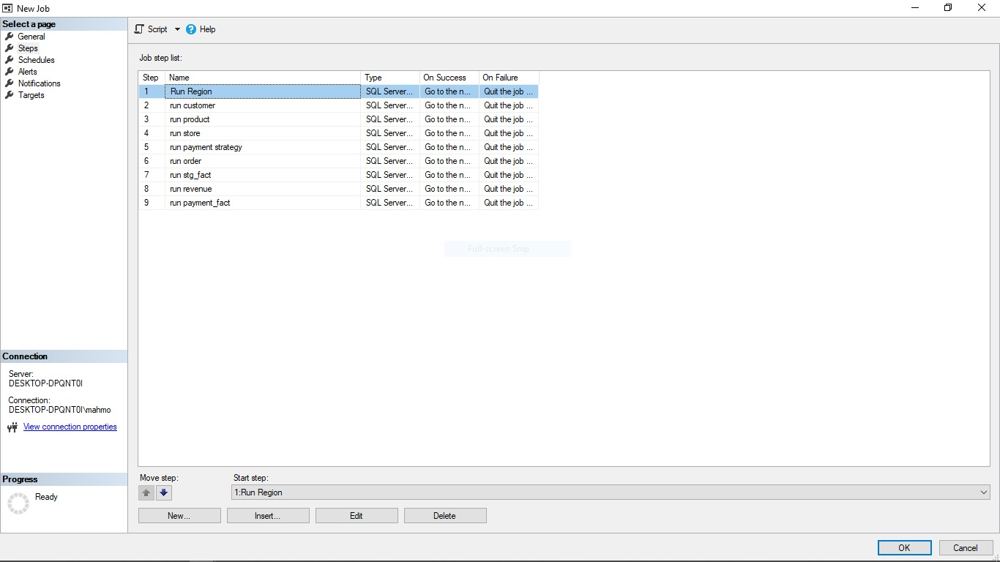 New Job
Select a page
General
Steps
Schedules
Alerts
Notifications
Targets
Script
Help
Job step list:
Step Name Type On Success On Failure
1 Run Region SQL Server... Go to the n... Quit the job ...
2 run customer SQL Server... Go to the n... Quit the job ...
3 run product SQL Server... Go to the n... Quit the job ...
4 run store SQL Server... Go to the n... Quit the job ...
5 run payment strategy SQL Server... Go to the n... Quit the job ...
6 run order SQL Server... Go to the n... Quit the job ...
7 run stg_fact SQL Server... Go to the n... Quit the job ...
8 run revenue SQL Server... Go to the n... Quit the job ...
9 run payment_fact SQL Server... Go to the n... Quit the job ...
Full-screen Snip
Connection
Server:
DESKTOP-DPQNT0I
Connection:
DESKTOP-DPQNT0I\mahmo
View connection properties
Progress
Ready
Move step:
Start step:
1:Run Region
New... Insert... Edit Delete
OK Cancel